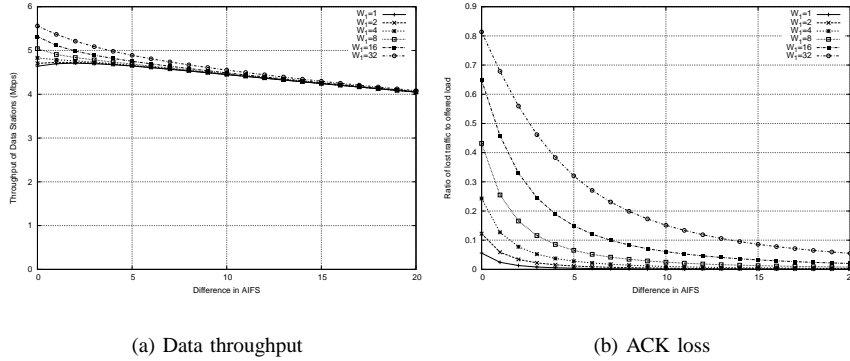 6
5
4
3
2
1
0
0
5
10
15
20
Throughput of Data Stations (Mbps)
Difference in AIFS
W₁=1
W₁=2
W₁=4
W₁=8
W₁=16
W₁=32
(a) Data throughput
0.9
0.8
0.7
0.6
0.5
0.4
0.3
0.2
0.1
0
0
5
10
15
20
Ratio of lost traffic to offered load
Difference in AIFS
W₁=1
W₁=2
W₁=4
W₁=8
W₁=16
W₁=32
(b) ACK loss